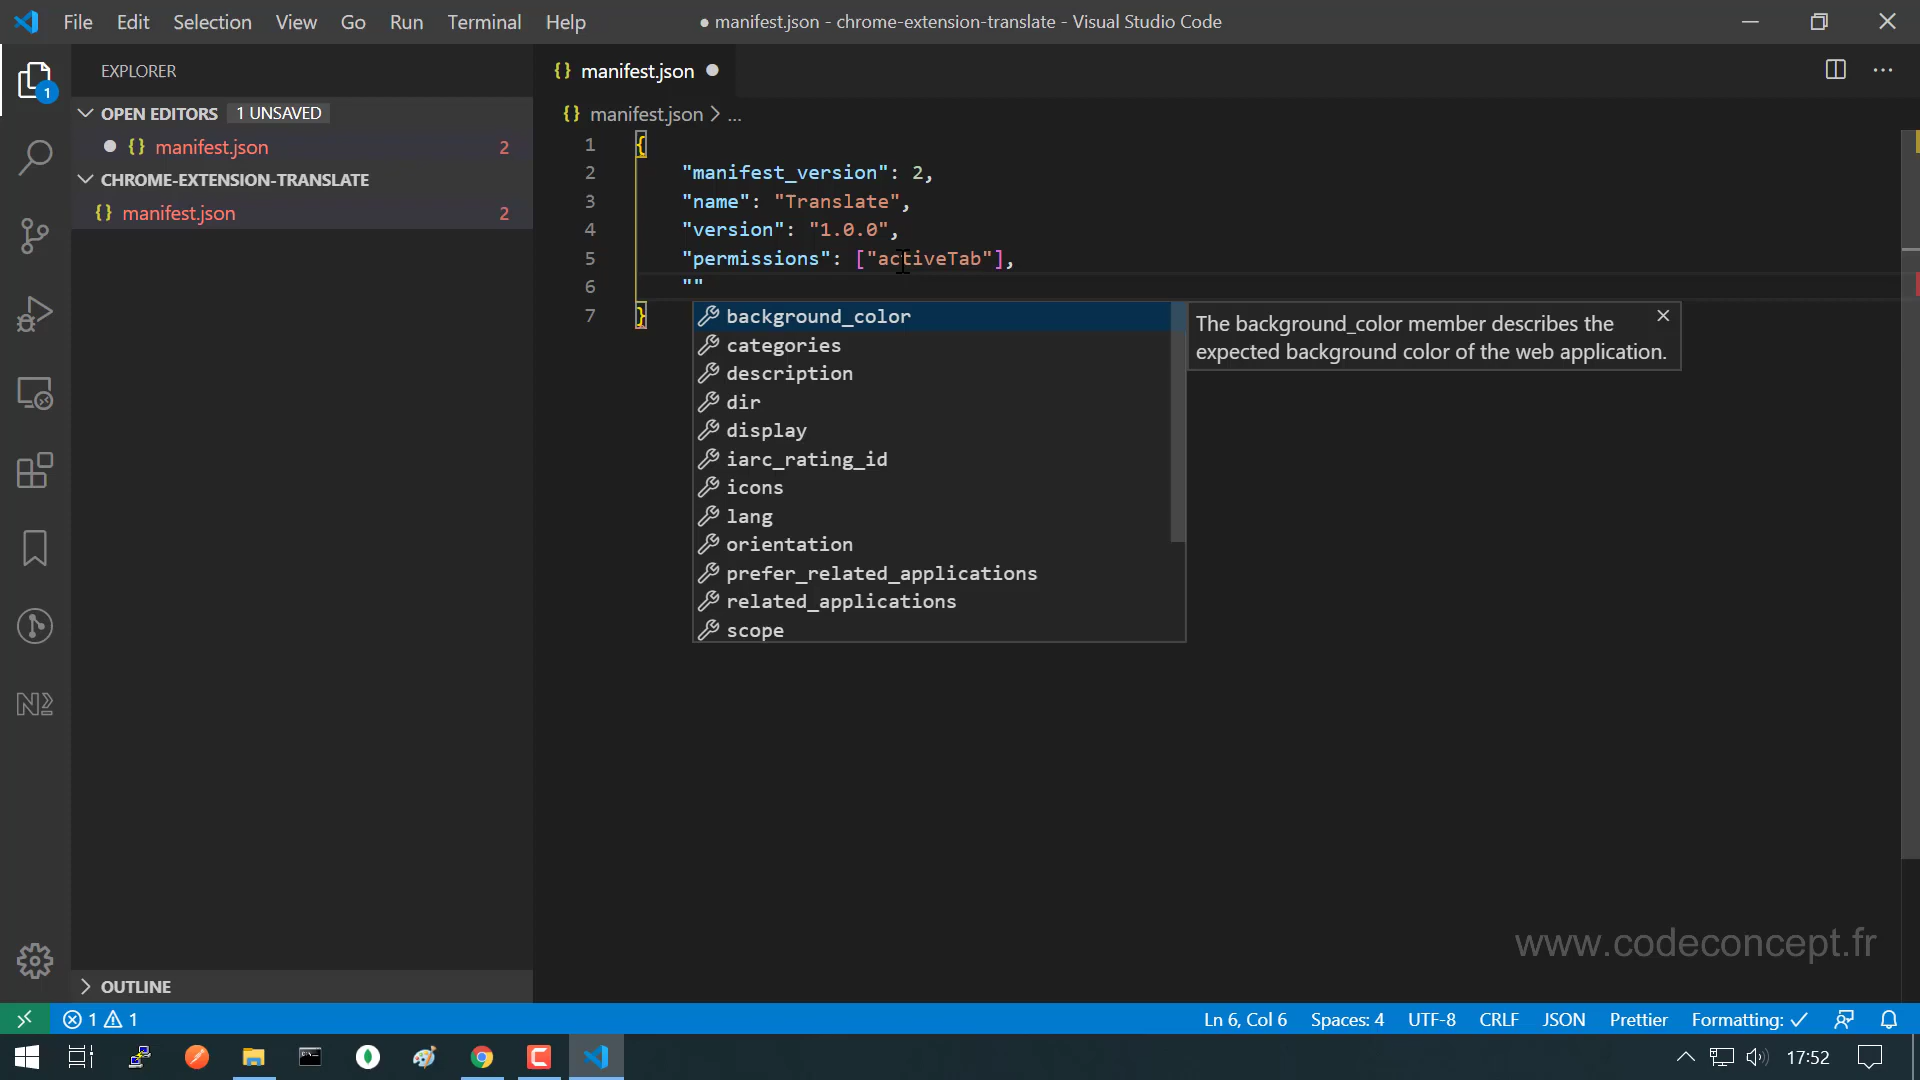 File Edit Selection View Go Run Terminal Help
● manifest.json - chrome-extension-translate - Visual Studio Code
EXPLORER
OPEN EDITORS 1 UNSAVED
{} manifest.json 2
CHROME-EXTENSION-TRANSLATE
{} manifest.json 2
OUTLINE
1
{} manifest.json
{} manifest.json > ...
1 {
2 "manifest_version": 2,
3 "name": "Translate",
4 "version": "1.0.0",
5 "permissions": ["activeTab"],
6 ""
7 }
background_color
categories
description
dir
display
iarc_rating_id
icons
lang
orientation
prefer_related_applications
related_applications
scope
The background_color member describes the
expected background color of the web application.
www.codeconcept.fr
1 1
Ln 6, Col 6 Spaces: 4 UTF-8 CRLF JSON Prettier Formatting: ✓
17:52